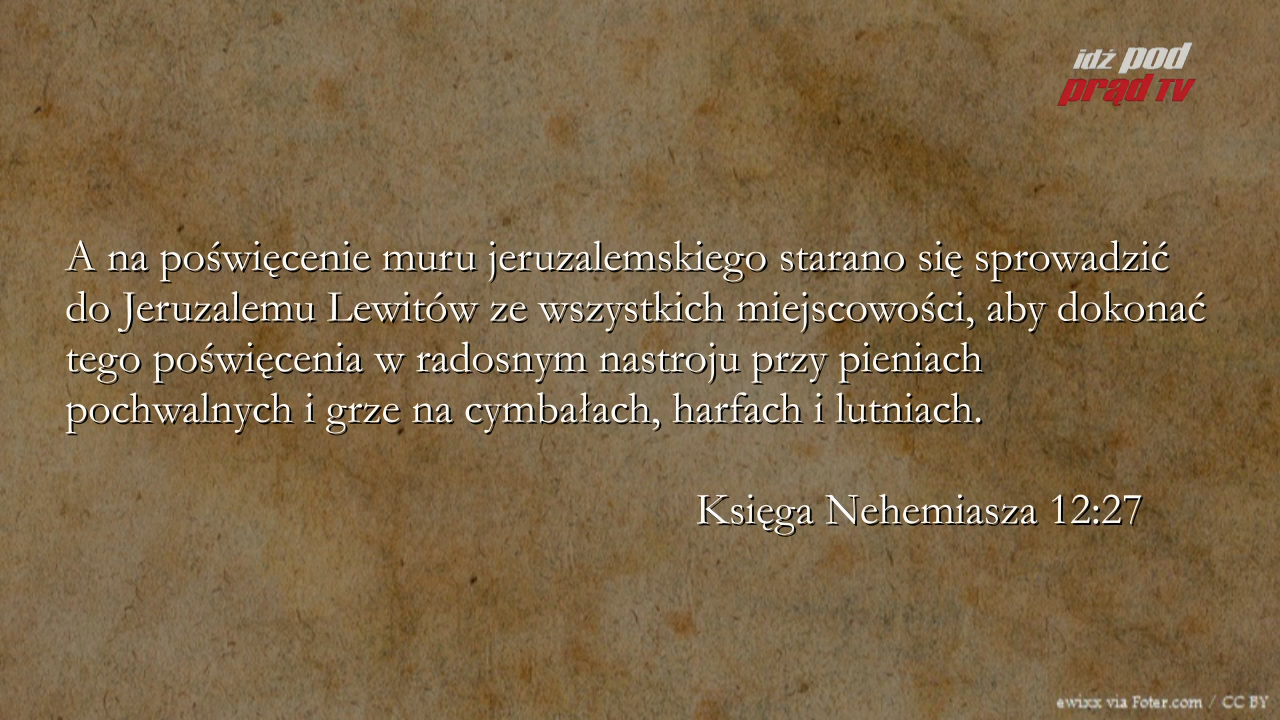 idź pod
prąd TV
A na poświęcenie muru jeruzalemskiego starano się sprowadzić
do Jeruzalemu Lewitów ze wszystkich miejscowości, aby dokonać
tego poświęcenia w radosnym nastroju przy pieniach
pochwalnych i grze na cymbałach, harfach i lutniach.
Księga Nehemiasza 12:27
ewixx via Foter.com / CC BY